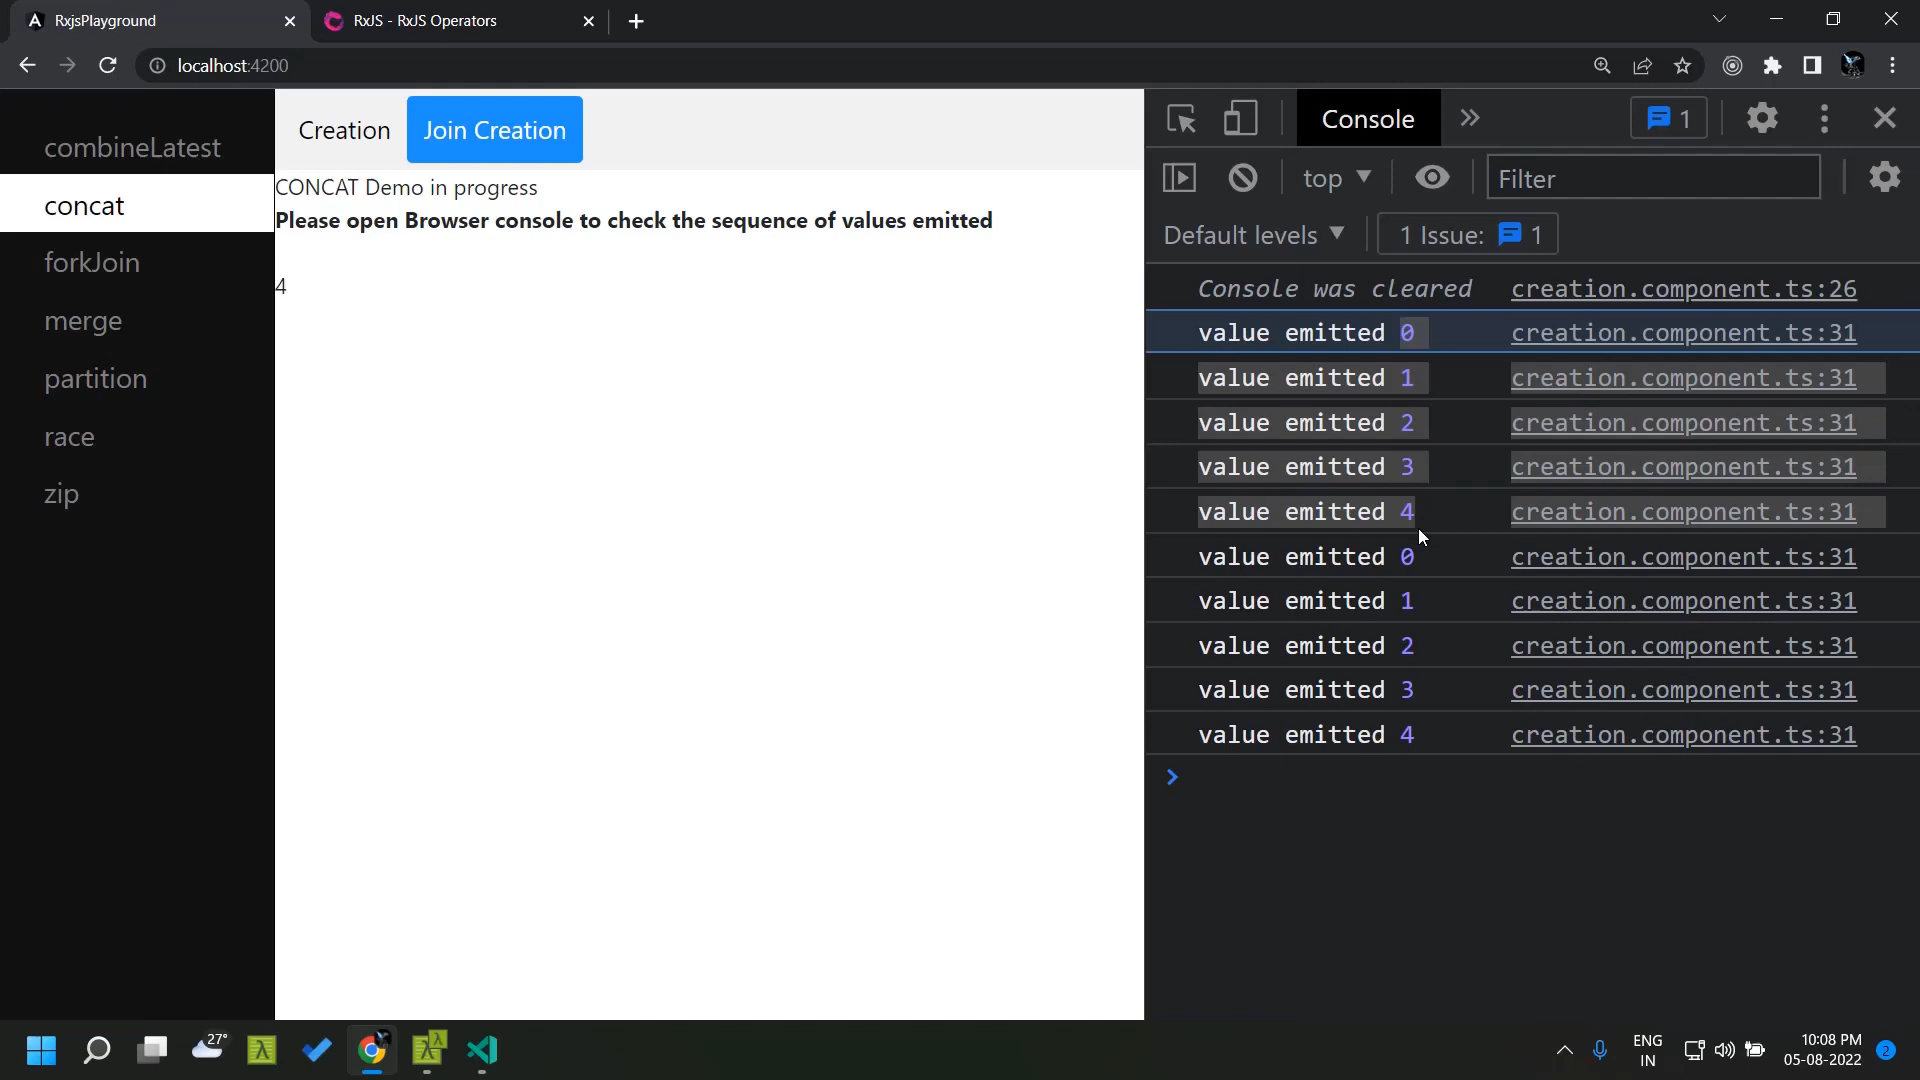 RxjsPlayground
RxJS - RxJS Operators
localhost:4200
combineLatest
concat
forkJoin
merge
partition
race
zip
Creation
Join Creation
CONCAT Demo in progress
Please open Browser console to check the sequence of values emitted
4
Console
1
top
Filter
Default levels
1 Issue: 1
Console was cleared creation.component.ts:26
value emitted 0 creation.component.ts:31
value emitted 1 creation.component.ts:31
value emitted 2 creation.component.ts:31
value emitted 3 creation.component.ts:31
value emitted 4 creation.component.ts:31
value emitted 0 creation.component.ts:31
value emitted 1 creation.component.ts:31
value emitted 2 creation.component.ts:31
value emitted 3 creation.component.ts:31
value emitted 4 creation.component.ts:31
27°
ENG
IN
10:08 PM
05-08-2022
2